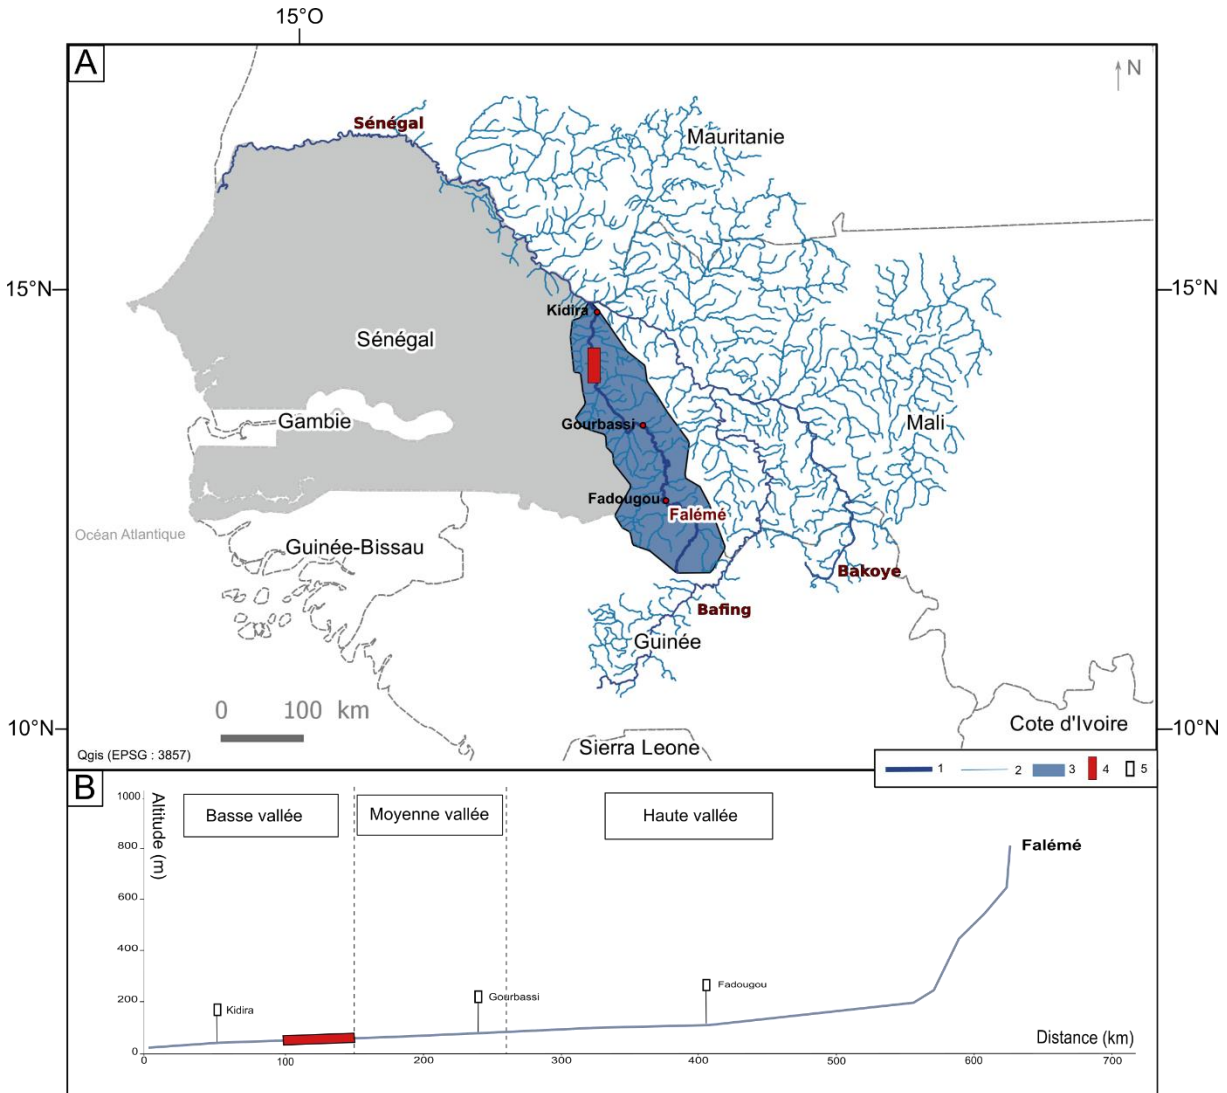 15°O
A
N
Sénégal
Mauritanie
15°N
15°N
Kidira
Sénégal
Gambie
Gourbassi
Mali
Fadougou
Falémé
Océan Atlantique
Guinée-Bissau
Bakoye
Bafing
Guinée
0 100 km
10°N
10°N
Cote d'Ivoire
Sierra Leone
Qgis (EPSG : 3857)
1 2 3 4 5
B
Altitude (m)
1000
800
600
400
200
0
Basse vallée
Moyenne vallée
Haute vallée
Falémé
Kidira
Gourbassi
Fadougou
Distance (km)
0 100 200 300 400 500 600 700